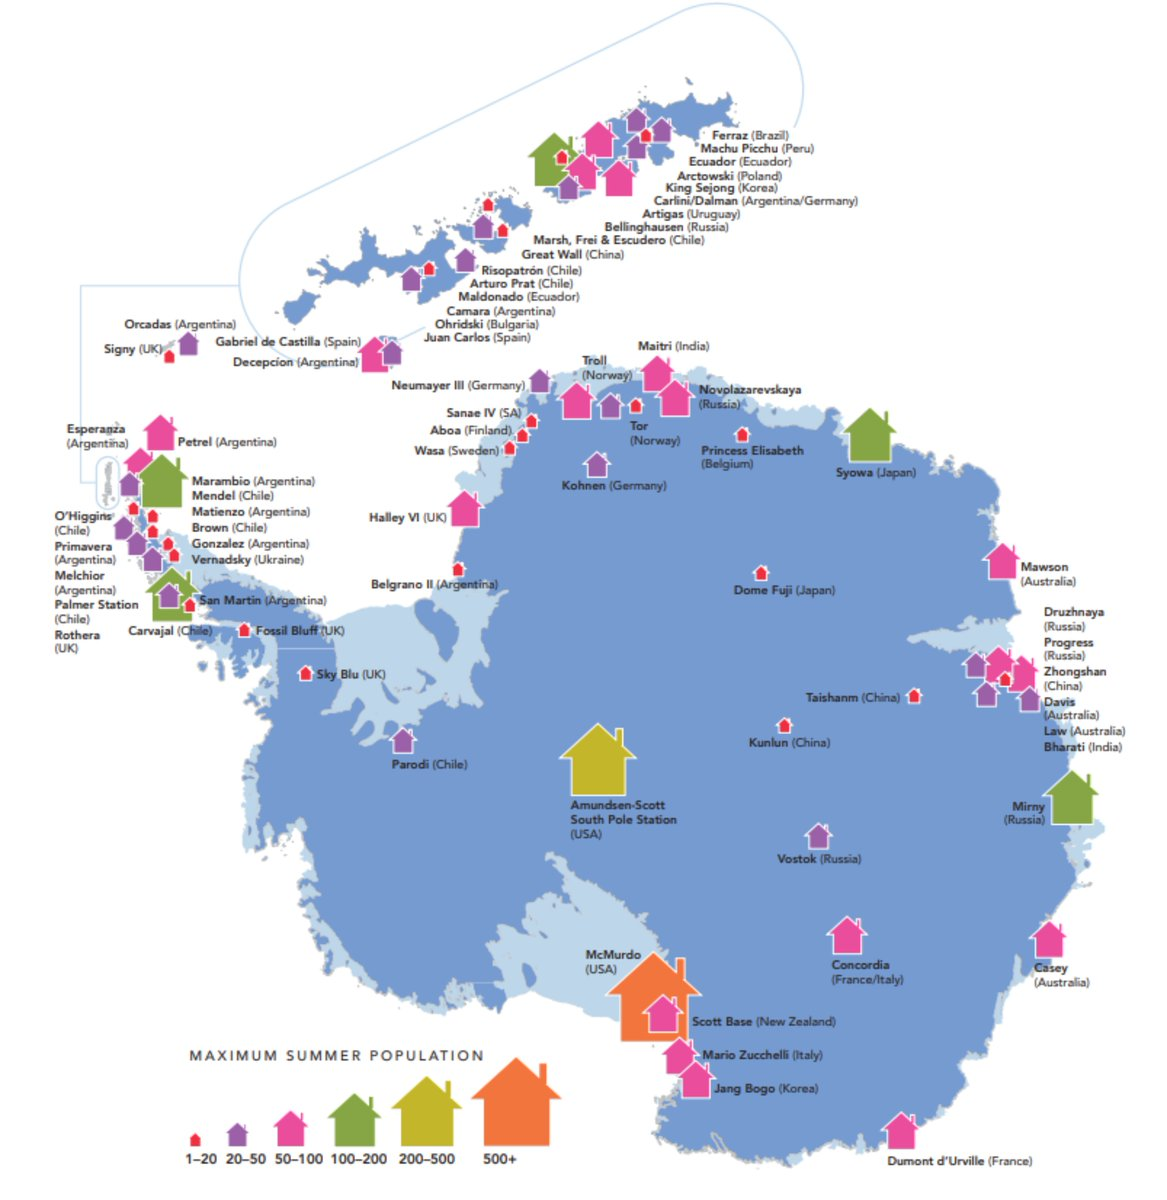 Ferraz (Brazil)
Machu Picchu (Peru)
Ecuador (Ecuador)
Arctowski (Poland)
King Sejong (Korea)
Carlini/Dalman (Argentina/Germany)
Artigas (Uruguay)
Bellinghausen (Russia)
Marsh, Frei & Escudero (Chile)
Great Wall (China)
Risopatrón (Chile)
Arturo Prat (Chile)
Maldonado (Ecuador)
Camara (Argentina)
Ohridski (Bulgaria)
Juan Carlos (Spain)
Orcadas (Argentina)
Signy (UK)
Gabriel de Castilla (Spain)
Decepcíon (Argentina)
Maitri (India)
Troll
(Norway)
Neumayer III (Germany)
Novolazarevskaya
(Russia)
Sanae IV (SA)
Aboa (Finland)
Wasa (Sweden)
Tor
(Norway)
Princess Elisabeth
(Belgium)
Syowa (Japan)
Kohnen (Germany)
Halley VI (UK)
Belgrano II (Argentina)
Dome Fuji (Japan)
Mawson
(Australia)
Esperanza
(Argentina)
Petrel (Argentina)
Marambio (Argentina)
Mendel (Chile)
Matienzo (Argentina)
Brown (Chile)
Gonzalez (Argentina)
Vernadsky (Ukraine)
O'Higgins
(Chile)
Primavera
(Argentina)
Melchior
(Argentina)
Palmer Station
(Chile)
Rothera
(UK)
San Martin (Argentina)
Carvajal (Chile)
Fossil Bluff (UK)
Sky Blu (UK)
Druzhnaya
(Russia)
Progress
(Russia)
Zhongshan
(China)
Davis
(Australia)
Law (Australia)
Bharati (India)
Taishanm (China)
Kunlun (China)
Parodi (Chile)
Amundsen-Scott
South Pole Station
(USA)
Mirny
(Russia)
Vostok (Russia)
Concordia
(France/Italy)
Casey
(Australia)
McMurdo
(USA)
Scott Base (New Zealand)
Mario Zucchelli (Italy)
Jang Bogo (Korea)
Dumont d'Urville (France)
MAXIMUM SUMMER POPULATION
1–20 20–50 50–100 100–200 200–500 500+